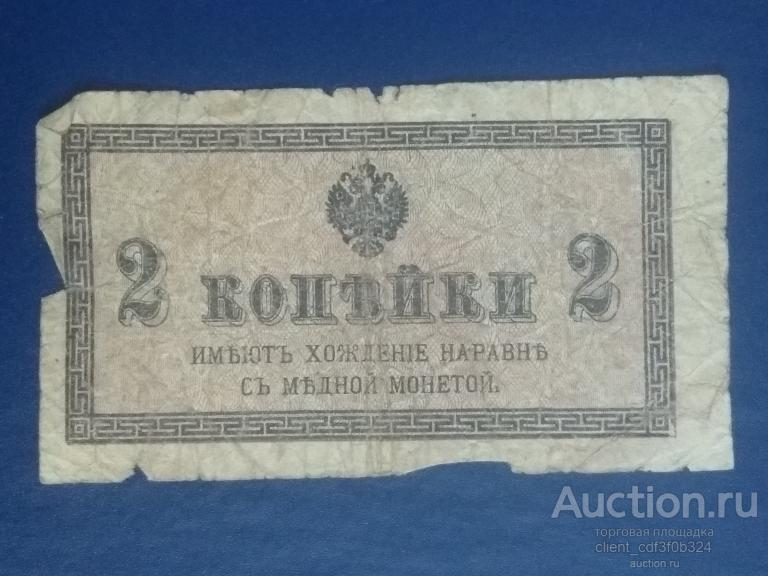 2 КОПѢЙКИ 2
ИМѢЮТЪ ХОЖДЕНІЕ НАРАВНѢ
СЪ МѢДНОЙ МОНЕТОЙ.
Auction.ru
торговая площадка
client_cdf3f0b324
auction.ru